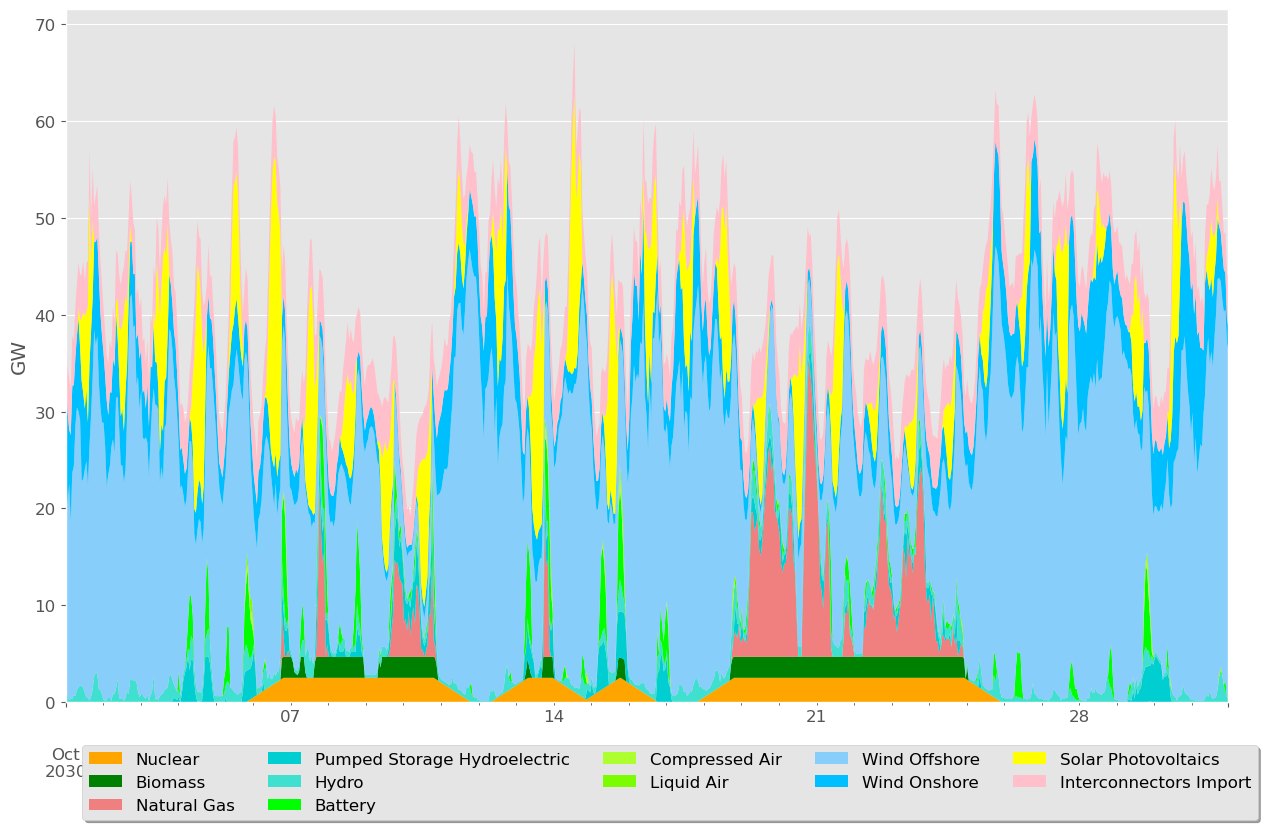 70
60
50
40
30
20
10
0
GW
07 14 21 28
Oct
2030
Nuclear Pumped Storage Hydroelectric Compressed Air Wind Offshore Solar Photovoltaics
Biomass Hydro Liquid Air Wind Onshore Interconnectors Import
Natural Gas Battery